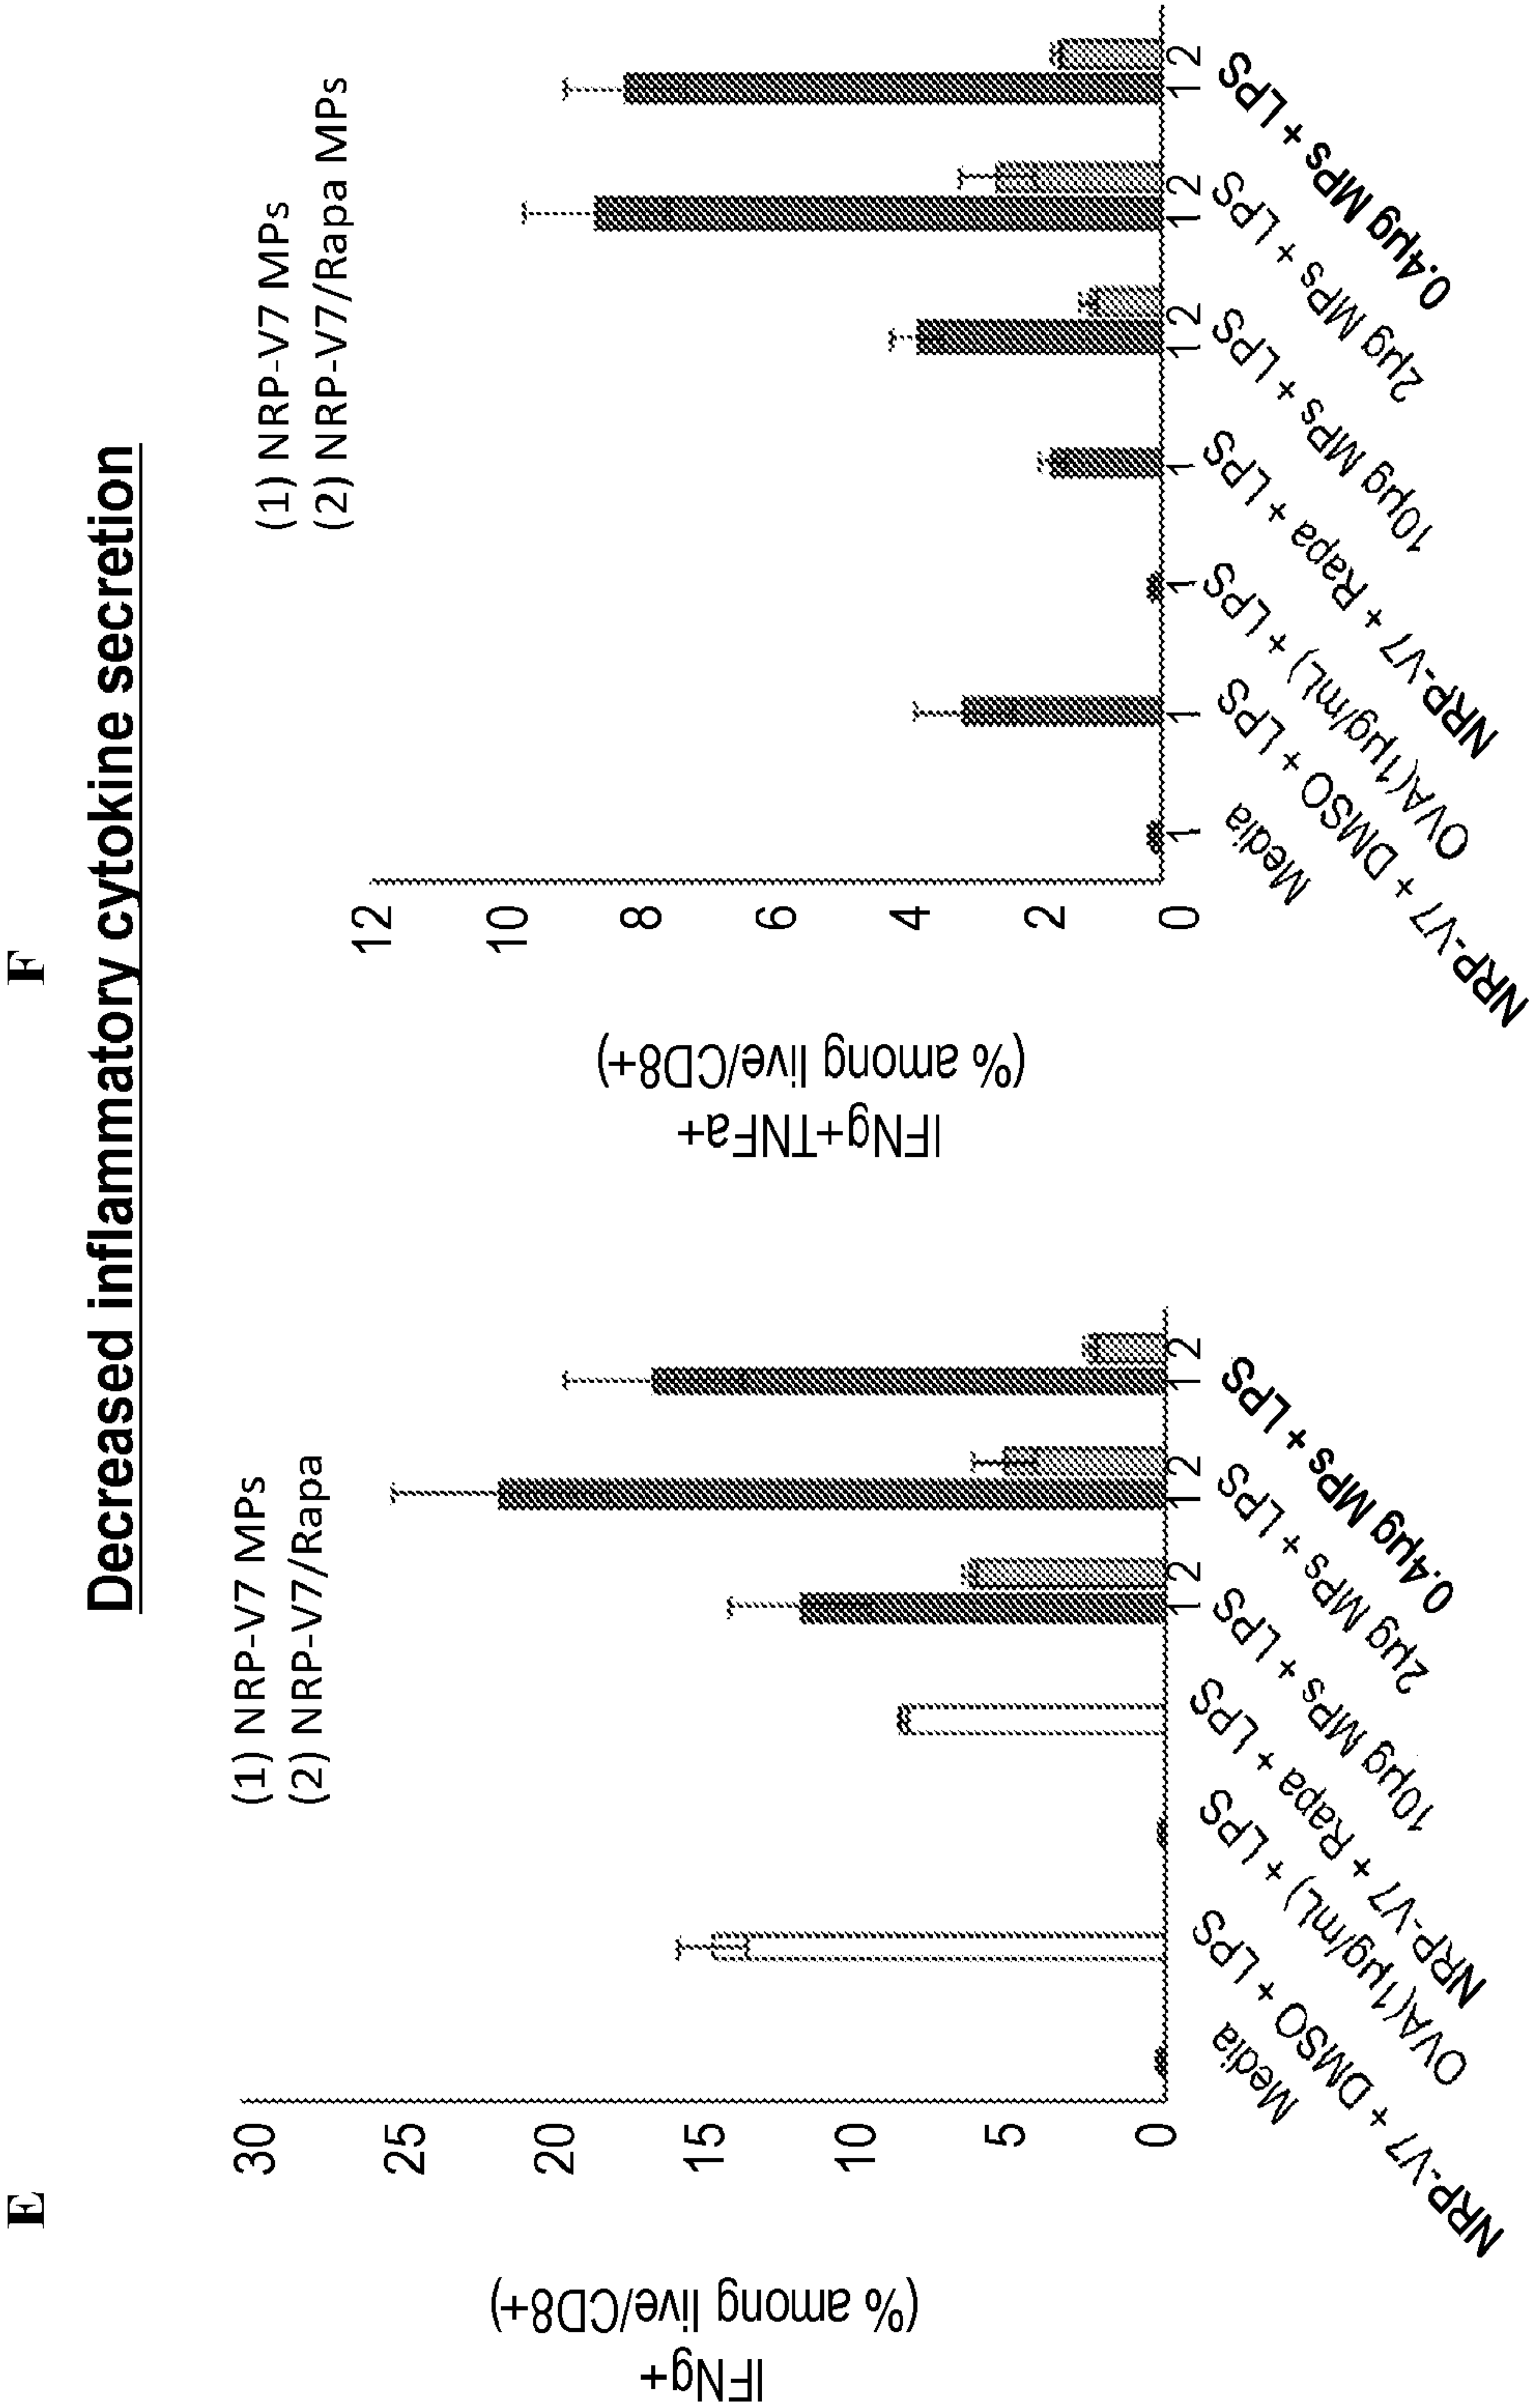 E
F
Decreased inflammatory cytokine secretion
(1) NRP-V7 MPs
(2) NRP-V7/Rapa
IFNg+
(% among live/CD8+)
30
25
20
15
10
5
0
1 2
1 2
1 2
Media
NRP-V7 + DMSO + LPS
OVA(1µg/mL) + LPS
NRP-V7 + Rapa + LPS
10µg MPs + LPS
2µg MPs + LPS
0.4µg MPs + LPS
(1) NRP-V7 MPs
(2) NRP-V7/Rapa MPs
IFNg+TNFa+
(% among live/CD8+)
12
10
8
6
4
2
0
1
1
1
1
1 2
1 2
1 2
Media
NRP-V7 + DMSO + LPS
OVA(1µg/mL) + LPS
NRP-V7 + Rapa + LPS
10µg MPs + LPS
2µg MPs + LPS
0.4µg MPs + LPS